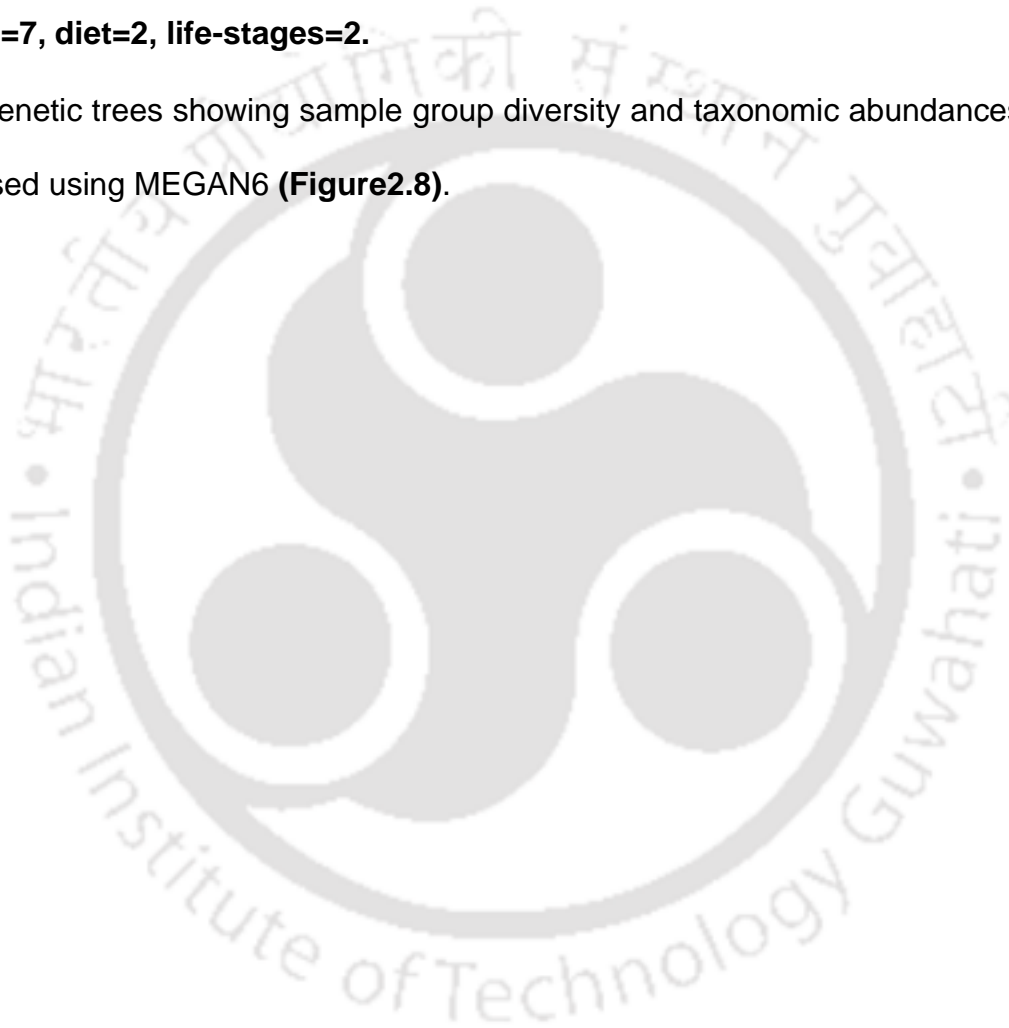 =7, diet=2, life-stages=2.
enetic trees showing sample group diversity and taxonomic abundances
sed using MEGAN6 (Figure2.8).
भारतीय प्रौद्योगिकी संस्थान गुवाहाटी
Indian Institute of Technology Guwahati